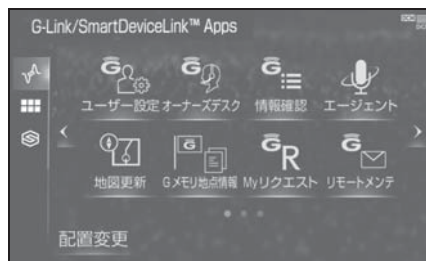 G-Link/SmartDeviceLink™ Apps
ユーザー設定 オーナーズデスク 情報確認 エージェント
地図更新 Gメモリ地点情報 Myリクエスト リモートメンテ
配置変更